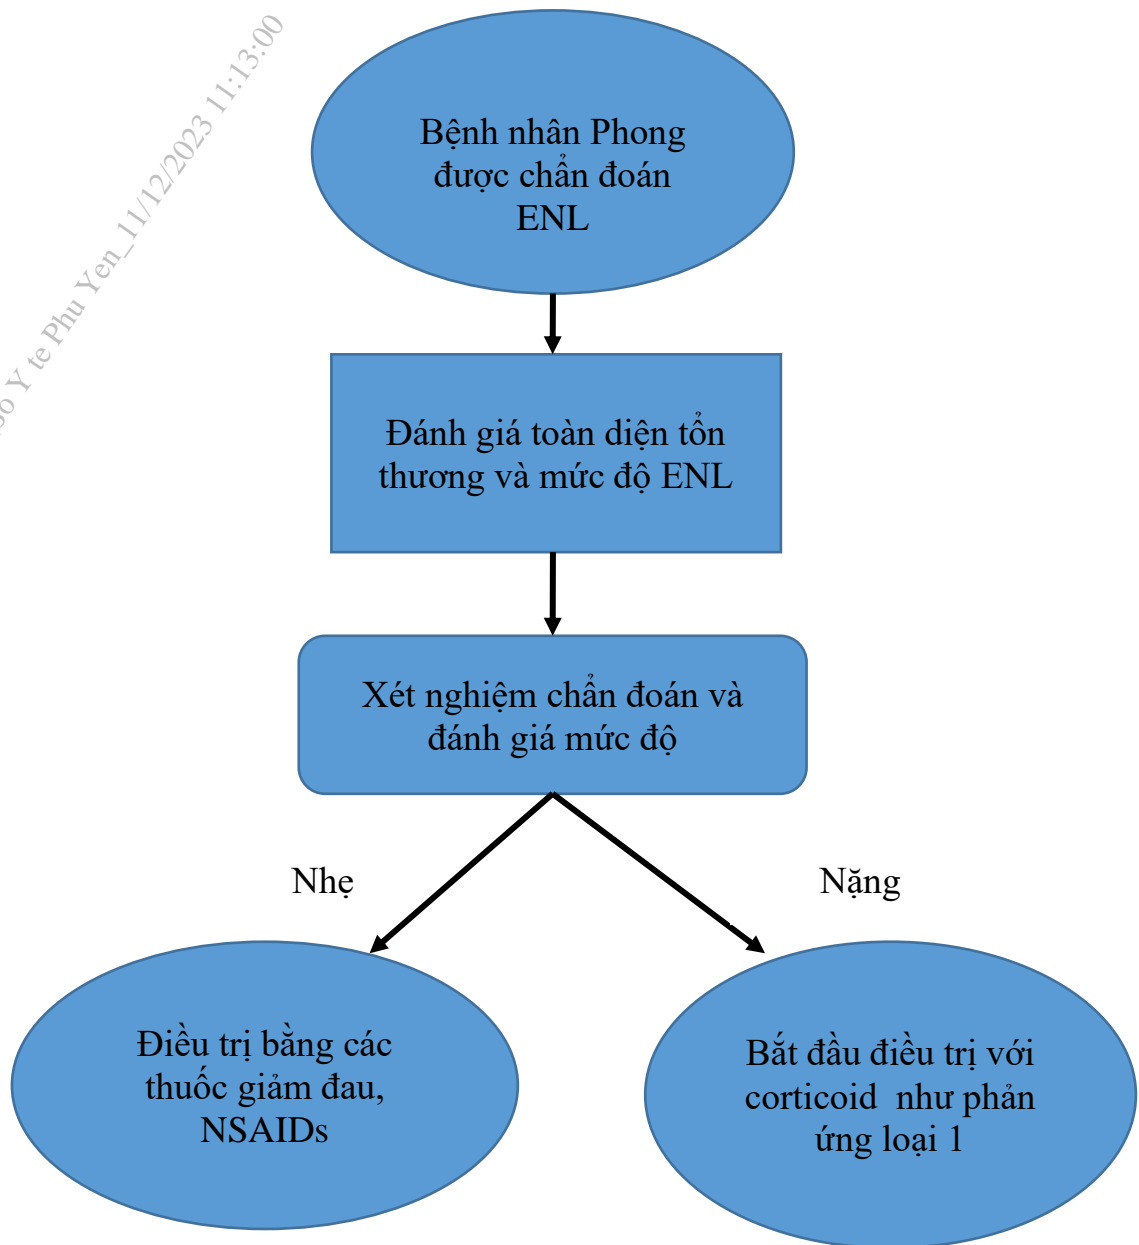 So Y te Phu Yen_11/12/2023 11:13:00
Bệnh nhân Phong
được chẩn đoán
ENL
Đánh giá toàn diện tổn
thương và mức độ ENL
Xét nghiệm chẩn đoán và
đánh giá mức độ
Nhẹ
Nặng
Điều trị bằng các
thuốc giảm đau,
NSAIDs
Bắt đầu điều trị với
corticoid như phản
ứng loại 1